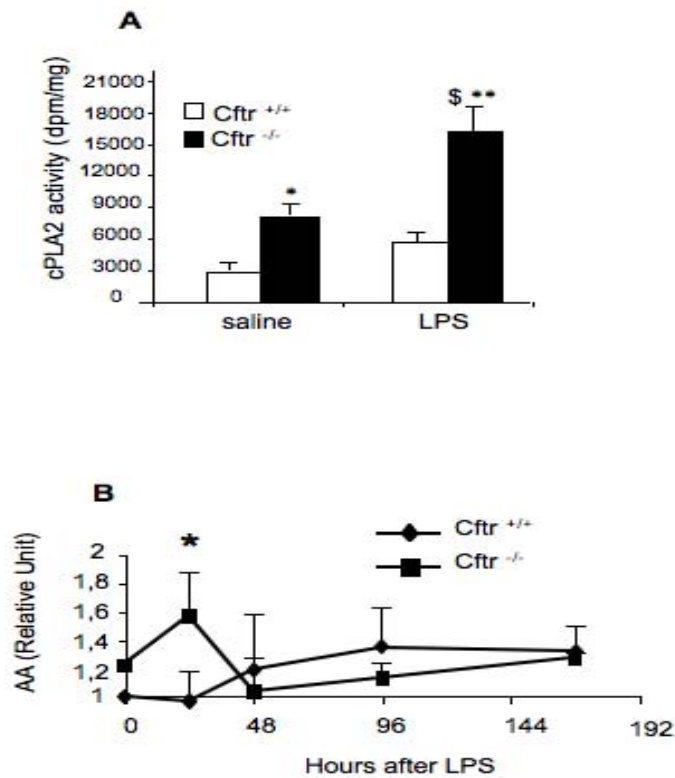 A
cPLA2 activity (dpm/mg)
21000
18000
15000
12000
9000
6000
3000
0
Cftr +/+
Cftr -/-
*
$ **
saline
LPS
B
AA (Relative Unit)
2
1,8
1,6
1,4
1,2
1
*
Cftr +/+
Cftr -/-
0
48
96
144
192
Hours after LPS